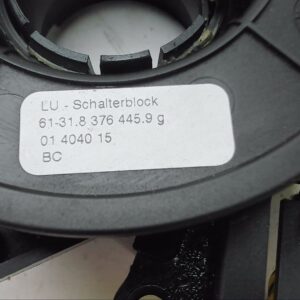 LU - Schalterblock
61-31.8 376 445.9 g
01 4040 15
BC